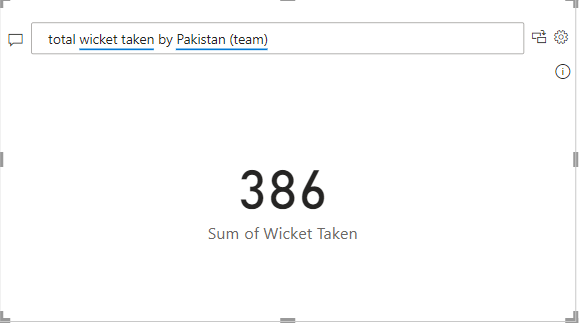 total wicket taken by Pakistan (team)
386
Sum of Wicket Taken